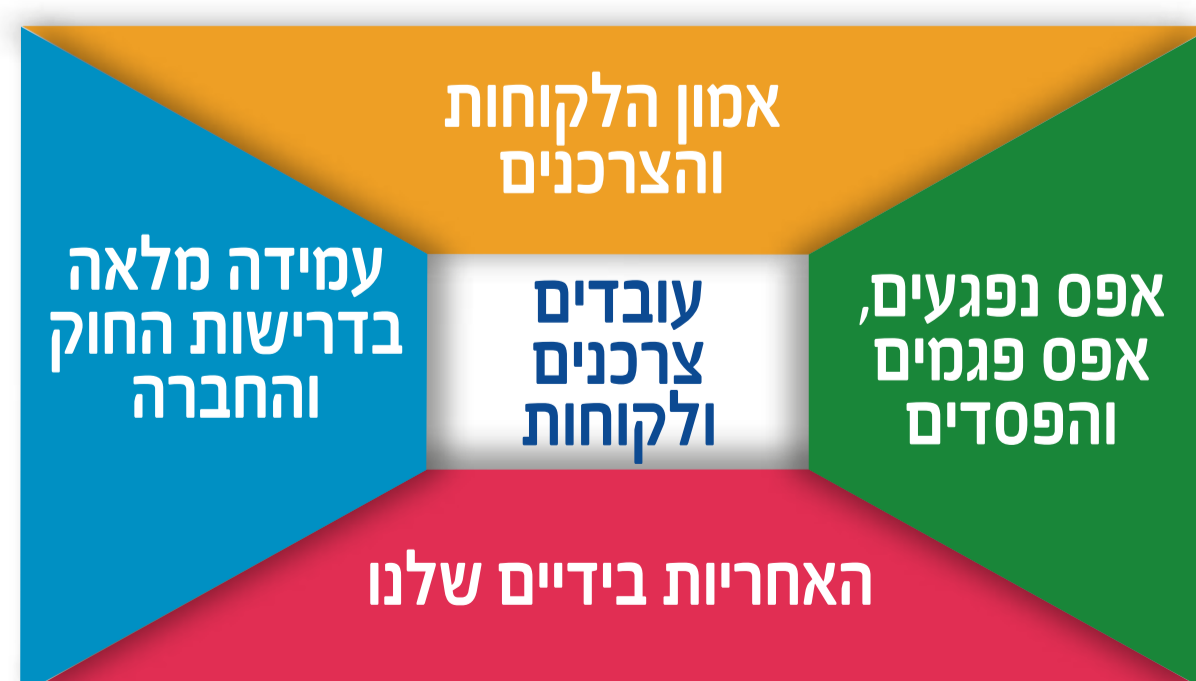 אמון הלקוחות
והצרכנים
אפס נפגעים,
אפס פגמים
והפסדים
עובדים
צרכנים
ולקוחות
עמידה מלאה
בדרישות החוק
והחברה
האחריות בידיים שלנו